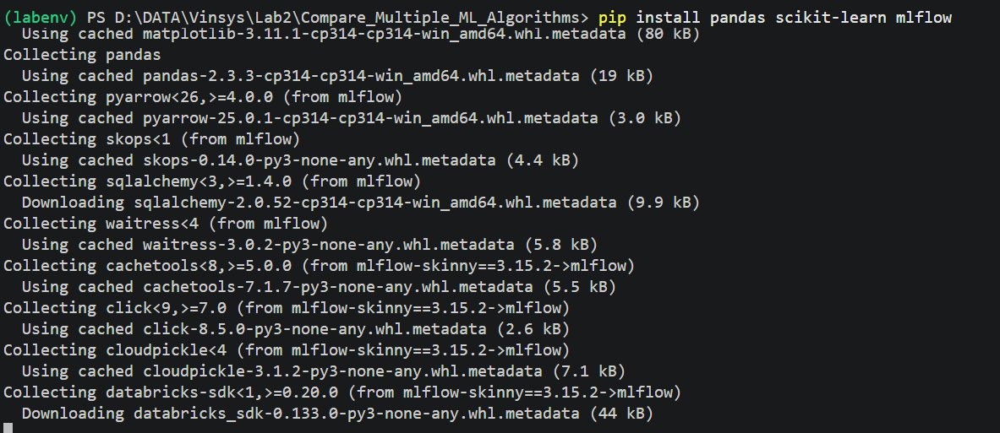 (labenv) PS D:\DATA\Vinsys\Lab2\Compare_Multiple_ML_Algorithms> pip install pandas scikit-learn mlflow
  Using cached matplotlib-3.11.1-cp314-cp314-win_amd64.whl.metadata (80 kB)
Collecting pandas
  Using cached pandas-2.3.3-cp314-cp314-win_amd64.whl.metadata (19 kB)
Collecting pyarrow<26,>=4.0.0 (from mlflow)
  Using cached pyarrow-25.0.1-cp314-cp314-win_amd64.whl.metadata (3.0 kB)
Collecting skops<1 (from mlflow)
  Using cached skops-0.14.0-py3-none-any.whl.metadata (4.4 kB)
Collecting sqlalchemy<3,>=1.4.0 (from mlflow)
  Downloading sqlalchemy-2.0.52-cp314-cp314-win_amd64.whl.metadata (9.9 kB)
Collecting waitress<4 (from mlflow)
  Using cached waitress-3.0.2-py3-none-any.whl.metadata (5.8 kB)
Collecting cachetools<8,>=5.0.0 (from mlflow-skinny==3.15.2->mlflow)
  Using cached cachetools-7.1.7-py3-none-any.whl.metadata (5.5 kB)
Collecting click<9,>=7.0 (from mlflow-skinny==3.15.2->mlflow)
  Using cached click-8.5.0-py3-none-any.whl.metadata (2.6 kB)
Collecting cloudpickle<4 (from mlflow-skinny==3.15.2->mlflow)
  Using cached cloudpickle-3.1.2-py3-none-any.whl.metadata (7.1 kB)
Collecting databricks-sdk<1,>=0.20.0 (from mlflow-skinny==3.15.2->mlflow)
  Downloading databricks_sdk-0.133.0-py3-none-any.whl.metadata (44 kB)